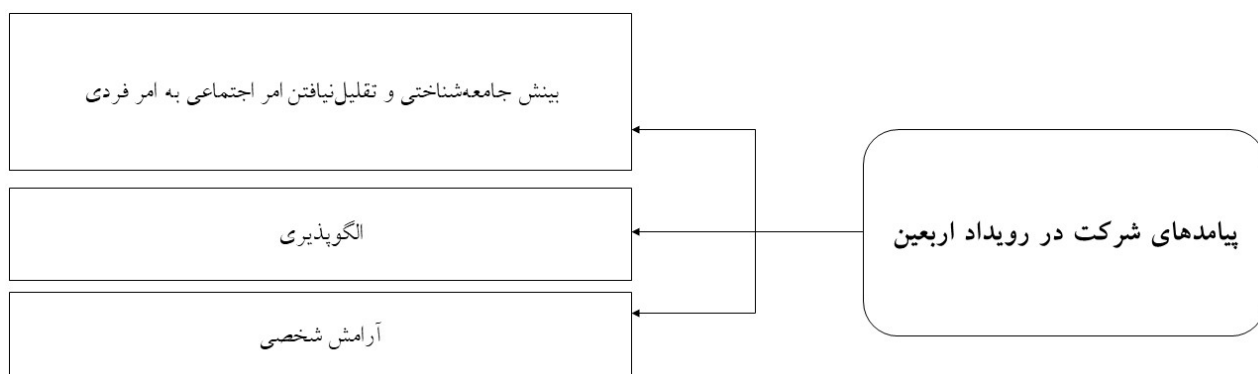 پیامدهای شرکت در رویداد اربعین
بینش جامعه‌شناختی و تقلیل‌نیافتن امر اجتماعی به امر فردی
الگوپذیری
آرامش شخصی